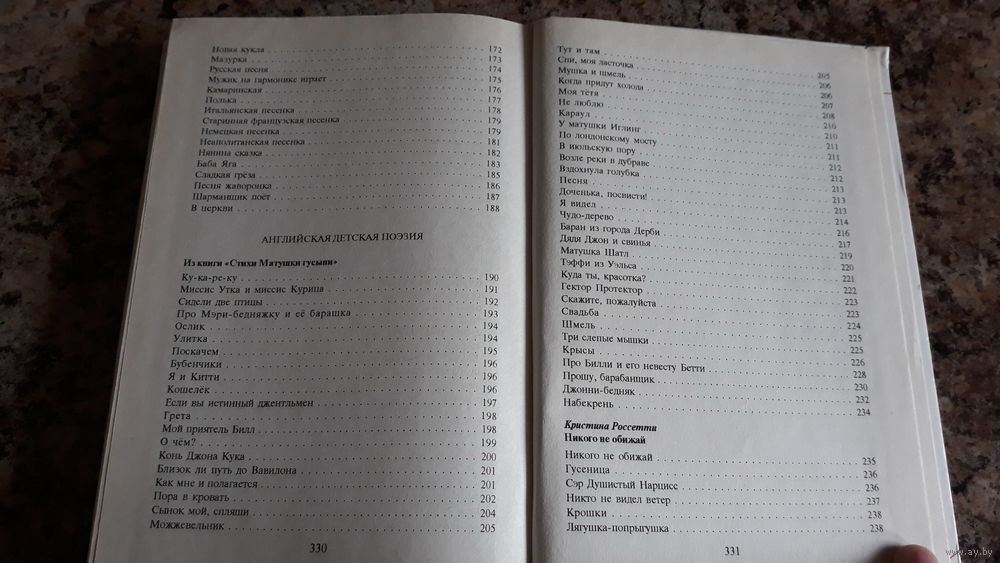 Новая кукла 172
Мазурка 173
Русская песня 174
Мужик на гармонике играет 175
Камаринская 176
Полька 177
Итальянская песенка 178
Старинная французская песенка 179
Немецкая песенка 179
Неаполитанская песенка 181
Нянина сказка 182
Баба Яга 183
Сладкая грёза 185
Песня жаворонка 186
Шарманщик поёт 187
В церкви 188
АНГЛИЙСКАЯ ДЕТСКАЯ ПОЭЗИЯ
Из книги «Стихи Матушки гусыни»
Ку-ка-ре-ку 190
Миссис Утка и миссис Курица 191
Сидели две птицы 192
Про Мэри-бедняжку и её барашка 193
Ослик 194
Улитка 194
Поскачем 195
Бубенчики 196
Я и Китти 196
Кошелёк 196
Если вы истинный джентльмен 197
Грета 198
Мой приятель Билл 198
О чём? 199
Конь Джона Кука 200
Близок ли путь до Вавилона 201
Как мне и полагается 201
Пора в кровать 202
Сынок мой, спляши 204
Можжевельник 205
330
Тут и там 205
Спи, моя ласточка 206
Мушка и шмель 206
Когда придут холода 207
Моя тётя 208
Не люблю 210
Караул 210
У матушки Иглинг 211
По лондонскому мосту 211
В июльскую пору 212
Возле реки в дубраве 212
Вздохнула голубка 213
Песня 213
Доченька, посвисти! 213
Я видел 214
Чудо-дерево 216
Баран из города Дерби 217
Дядя Джон и свинья 219
Матушка Шатл 220
Тэффи из Уэльса 221
Куда ты, красотка? 222
Гектор Протектор 223
Скажите, пожалуйста 223
Свадьба 224
Шмель 225
Три слепые мышки 225
Крысы 226
Про Билли и его невесту Бетти 228
Прошу, барабанщик 230
Джонни-бедняк 232
Набекрень 234
Кристина Россетти
Никого не обижай
Никого не обижай 235
Гусеница 236
Сэр Душистый Нарцисс 236
Никто не видел ветер 237
Крошки 238
Лягушка-попрыгушка 238
331
www.ay.by